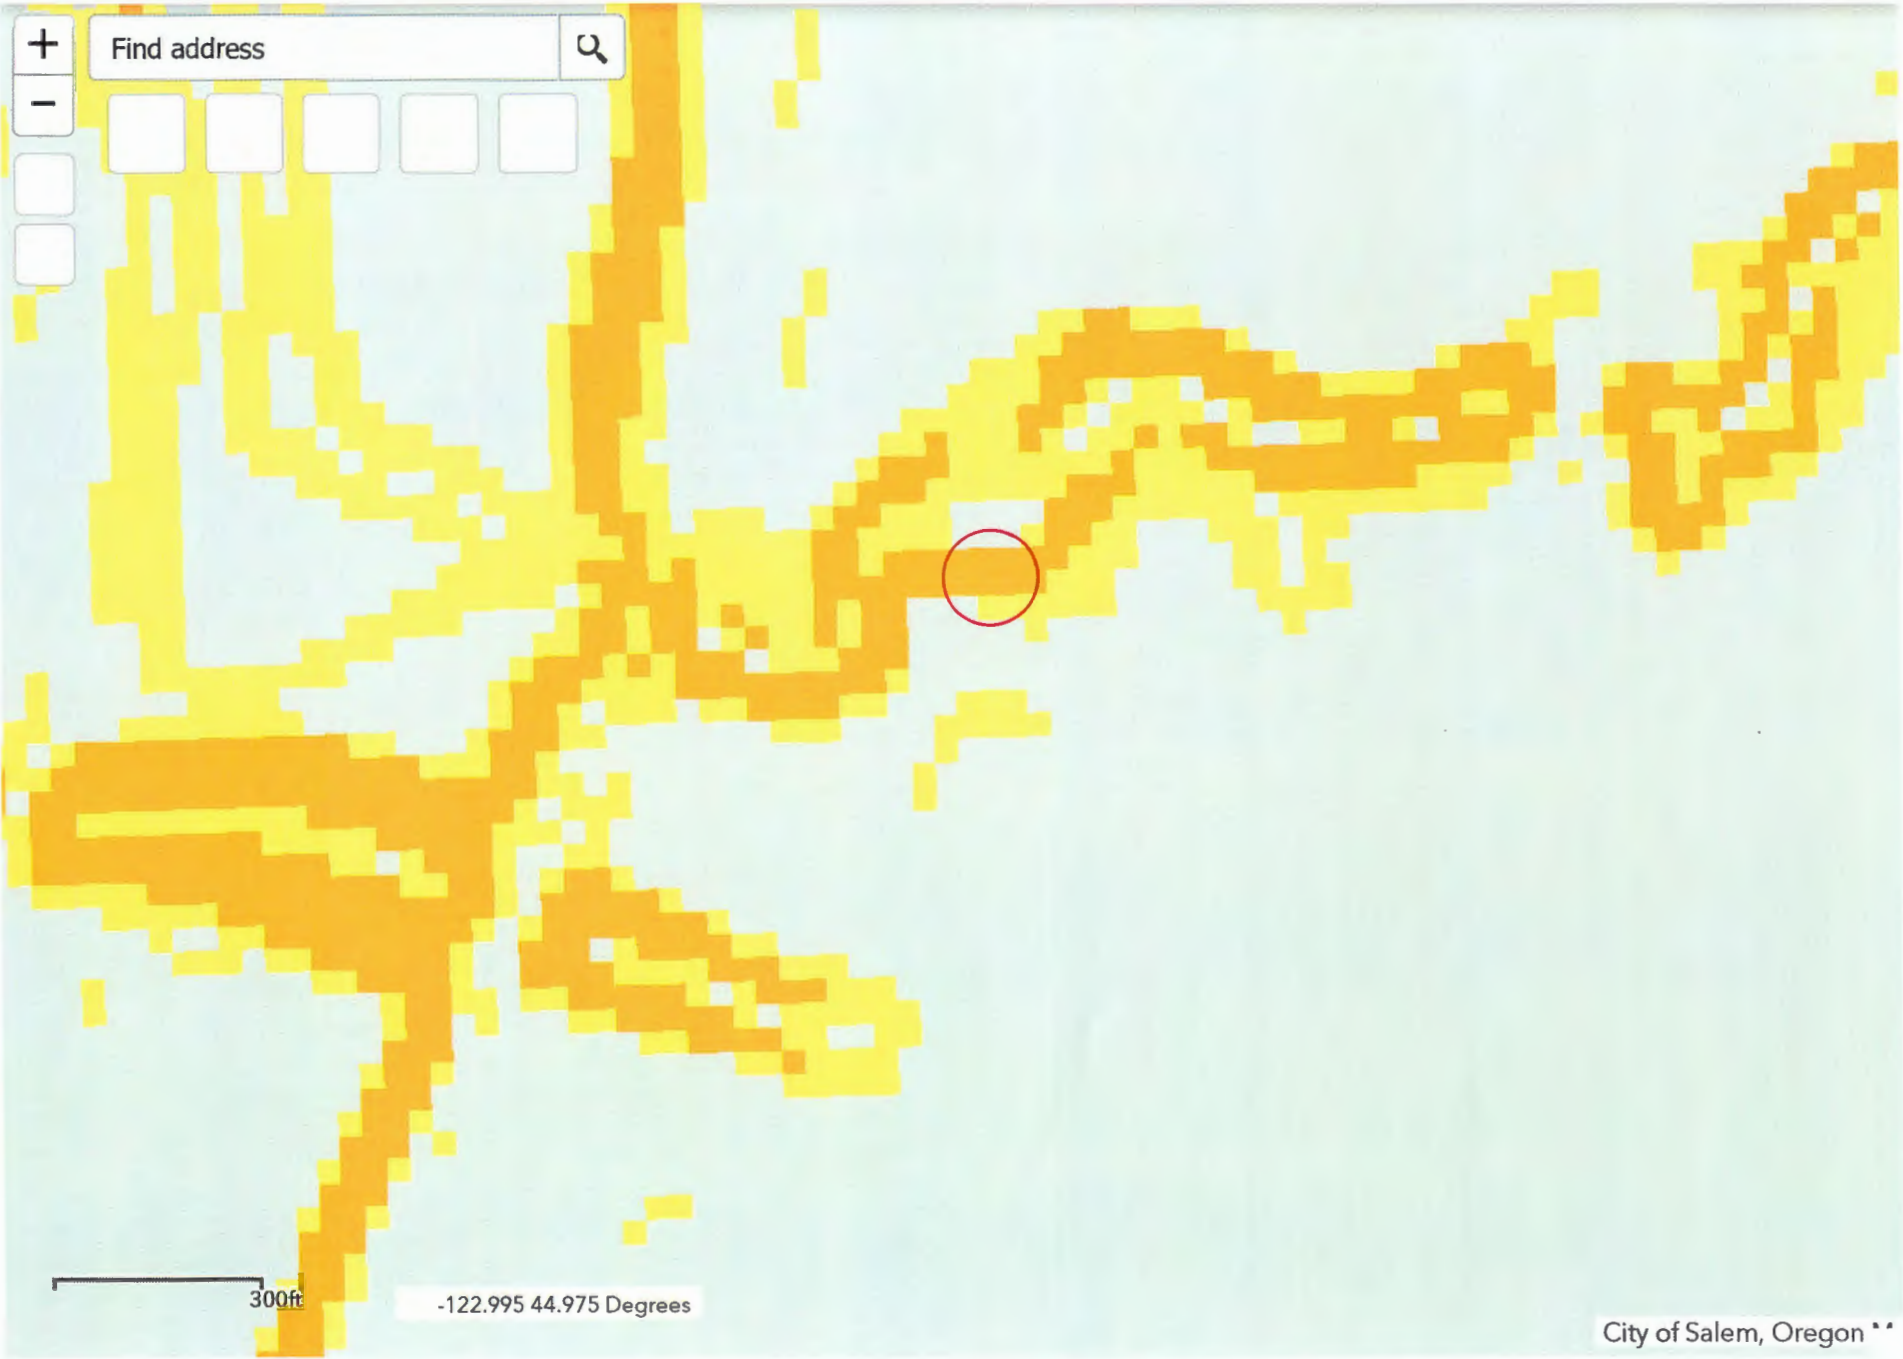 +
Find address
−
300ft
-122.995 44.975 Degrees
City of Salem, Oregon